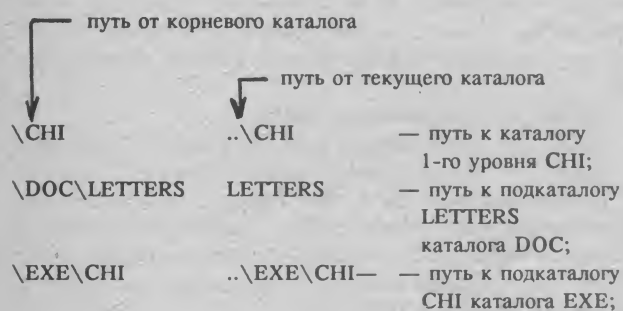 путь от корневого каталога
путь от текущего каталога
\CHI ..\CHI — путь к каталогу
1-го уровня CHI;
\DOC\LETTERS LETTERS — путь к подкаталогу
LETTERS
каталога DOC;
\EXE\CHI ..\EXE\CHI— — путь к подкаталогу
CHI каталога EXE;